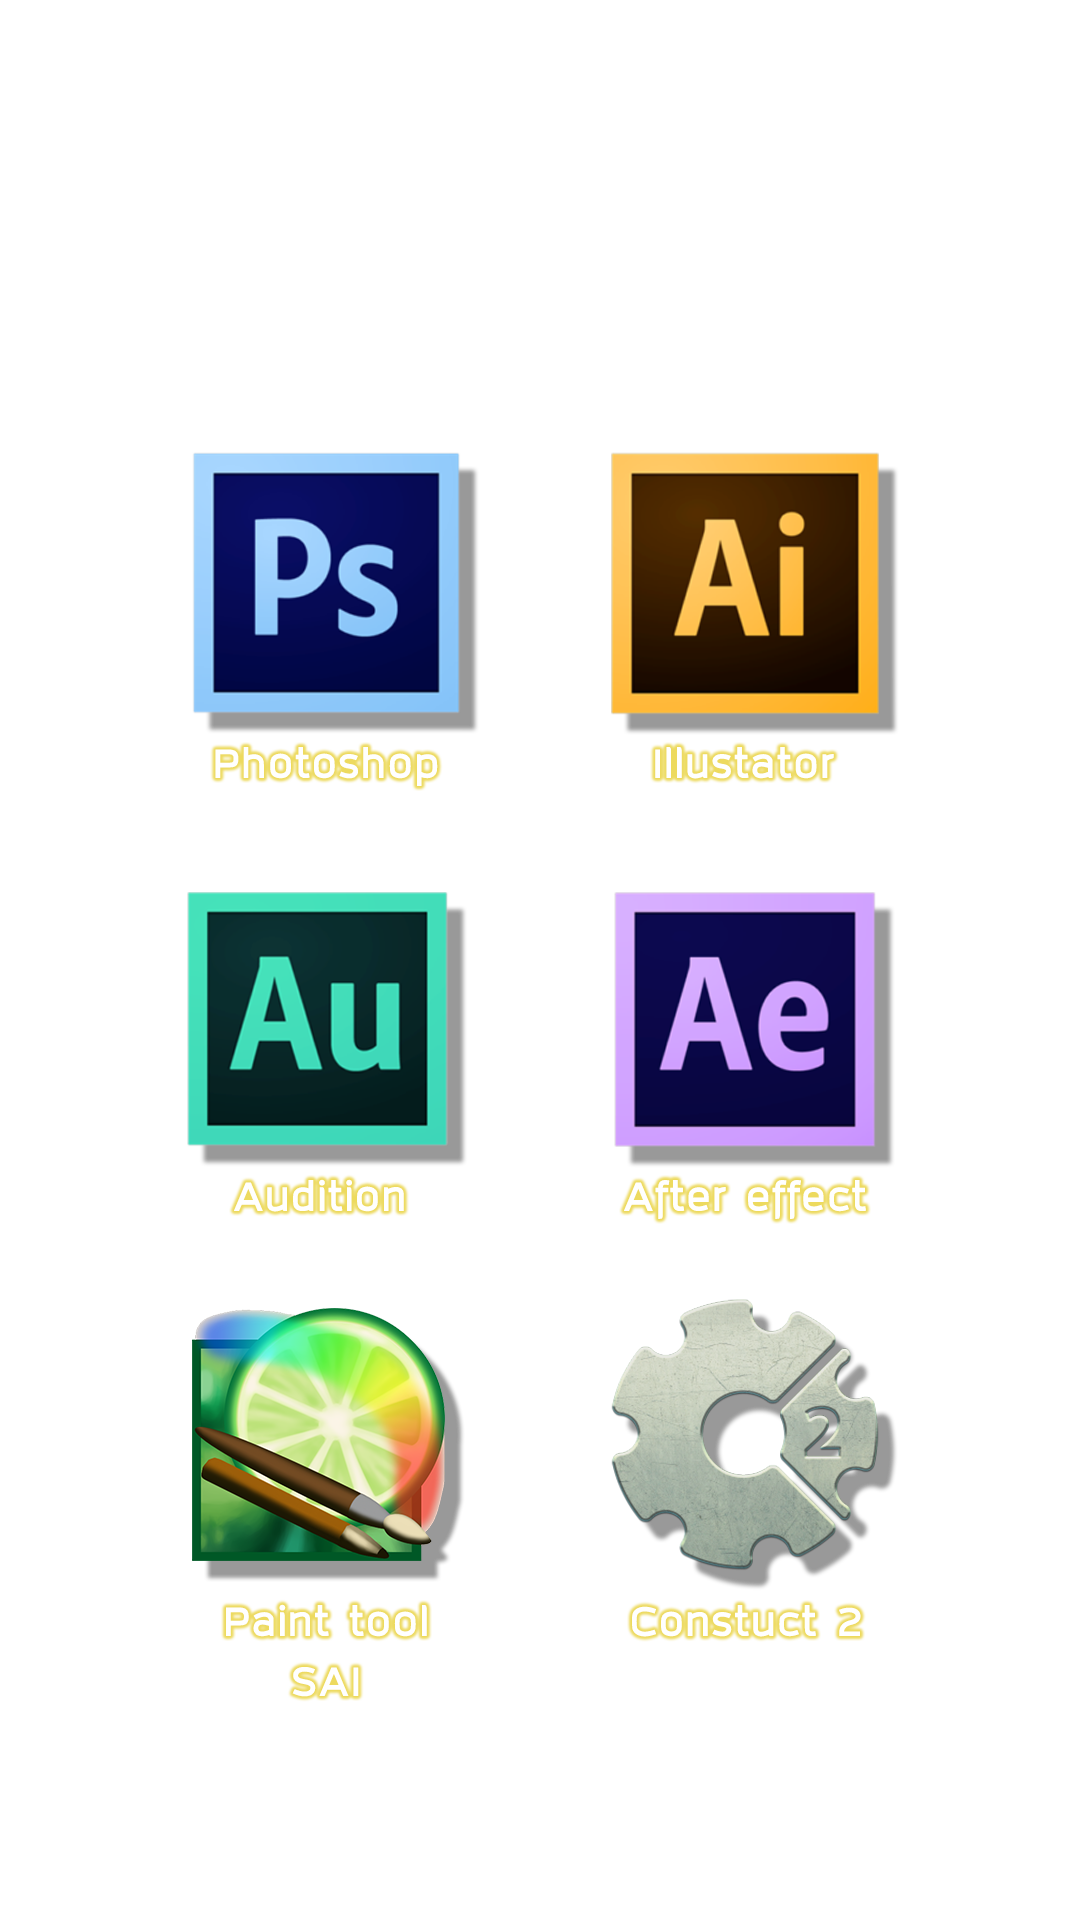 Ps
Ai
Photoshop
Illustator
Au
Ae
Audition
After effect
2
Paint tool
SAI
Constuct 2